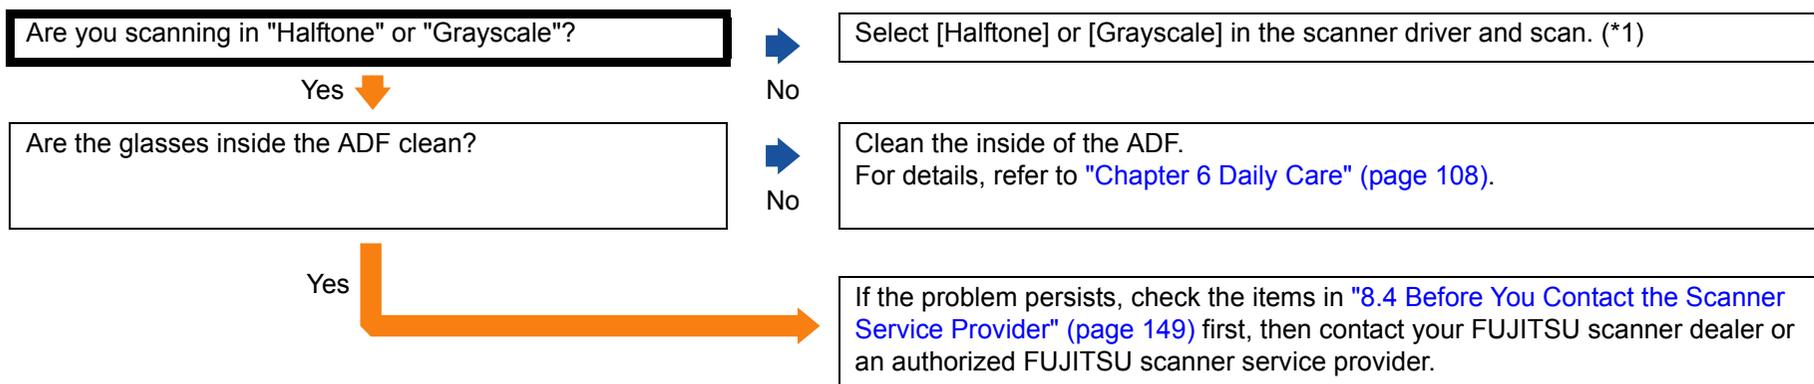 Are you scanning in "Halftone" or "Grayscale"?
Select [Halftone] or [Grayscale] in the scanner driver and scan. (*1)
Yes
No
Are the glasses inside the ADF clean?
Clean the inside of the ADF.
For details, refer to "Chapter 6 Daily Care" (page 108).
No
Yes
If the problem persists, check the items in "8.4 Before You Contact the Scanner
Service Provider" (page 149) first, then contact your FUJITSU scanner dealer or
an authorized FUJITSU scanner service provider.